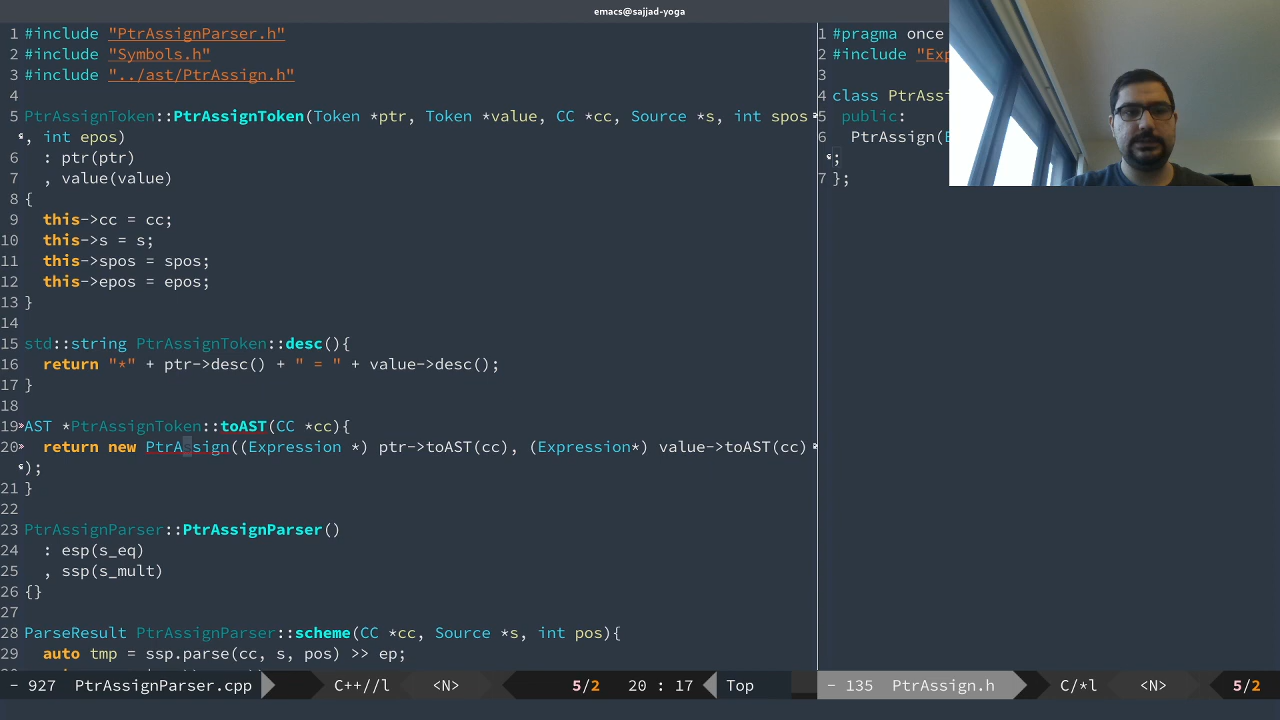 emacs@sajjad-yoga
1 #include "PtrAssignParser.h"
2 #include "Symbols.h"
3 #include "../ast/PtrAssign.h"
4
5 PtrAssignToken::PtrAssignToken(Token *ptr, Token *value, CC *cc, Source *s, int spos
, int epos)
6 : ptr(ptr)
7 , value(value)
8 {
9 this->cc = cc;
10 this->s = s;
11 this->spos = spos;
12 this->epos = epos;
13 }
14
15 std::string PtrAssignToken::desc(){
16 return "*" + ptr->desc() + " = " + value->desc();
17 }
18
19 AST *PtrAssignToken::toAST(CC *cc){
20 return new PtrAssign((Expression *) ptr->toAST(cc), (Expression*) value->toAST(cc)
);
21 }
22
23 PtrAssignParser::PtrAssignParser()
24 : esp(s_eq)
25 , ssp(s_mult)
26 {}
27
28 ParseResult PtrAssignParser::scheme(CC *cc, Source *s, int pos){
29 auto tmp = ssp.parse(cc, s, pos) >> ep;
- 927 PtrAssignParser.cpp C++//l <N> 5/2 20 : 17 Top
1 #pragma once
2 #include
3
4 class
5 public:
6 PtrAssign(
;
7 };
- 135 PtrAssign.h C/*l <N> 5/2